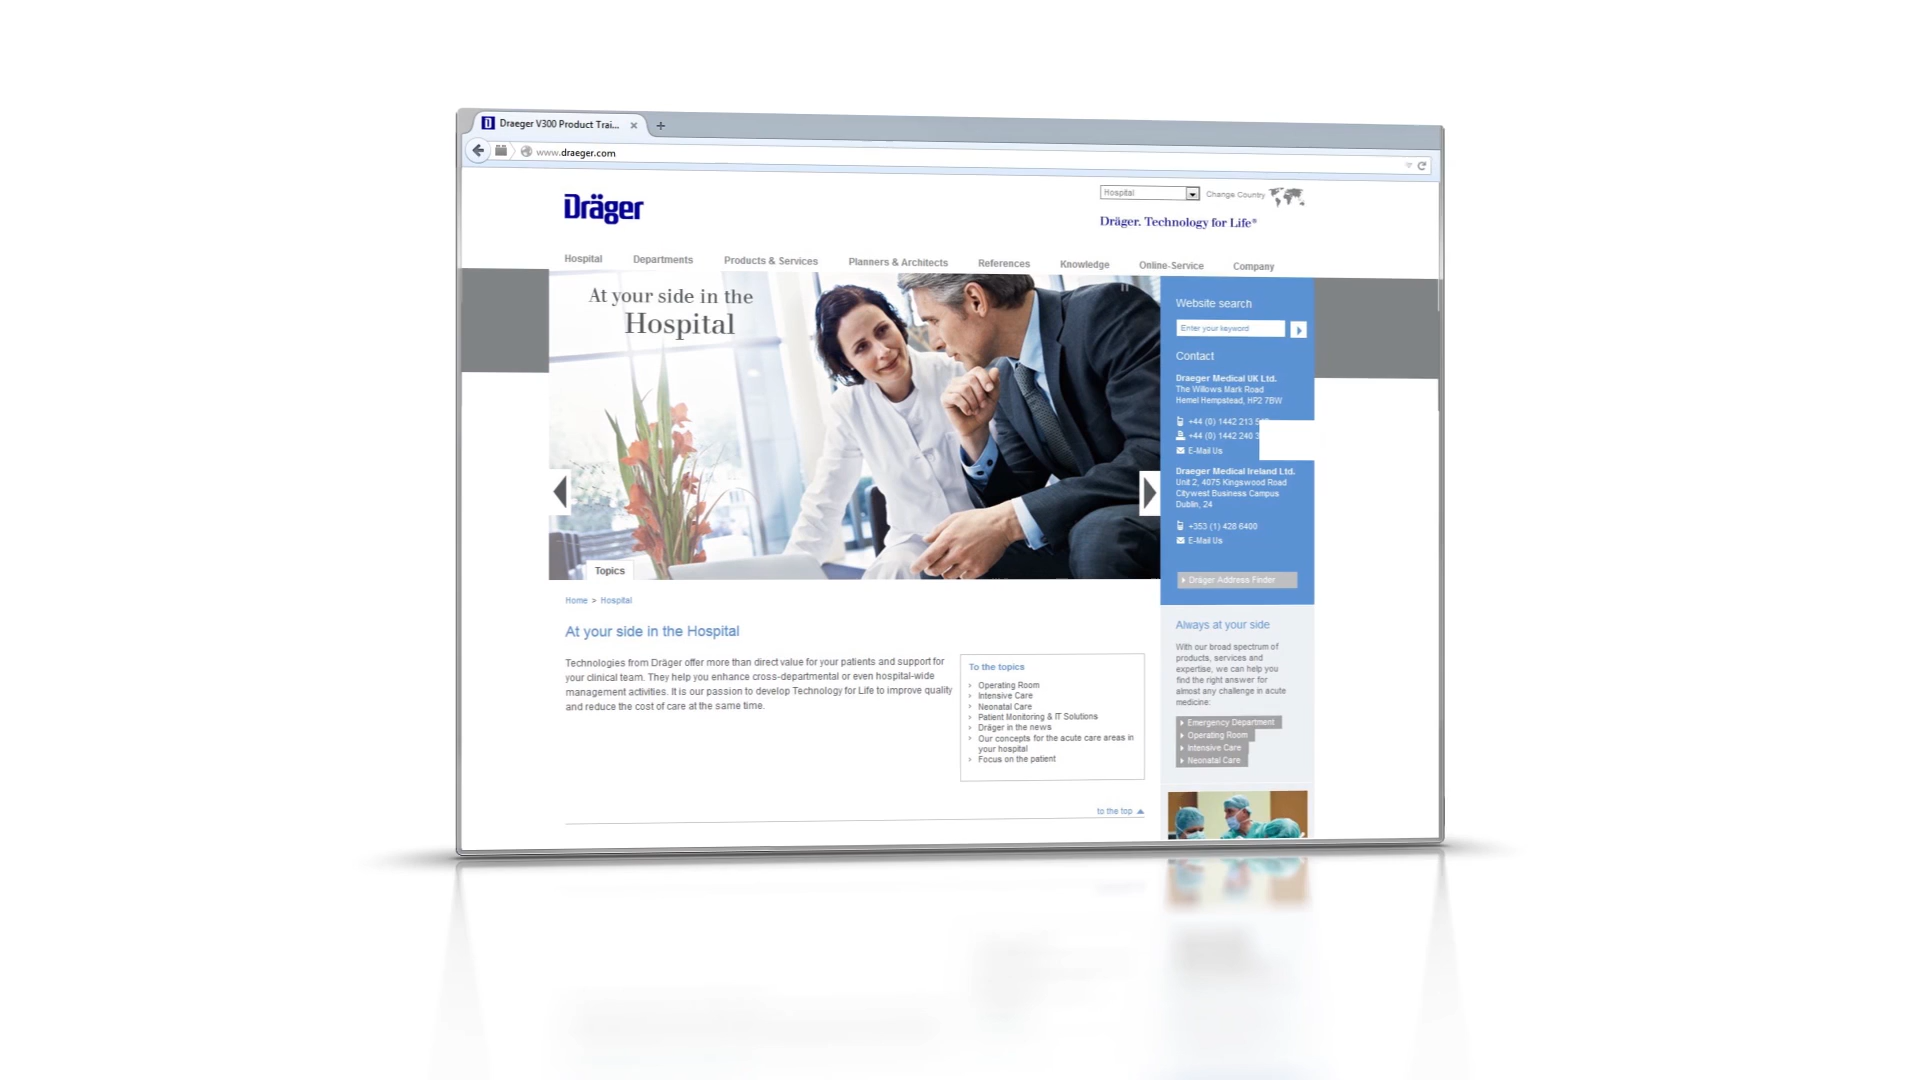 Draeger V300 Product Trai...
www.draeger.com
Dräger
Hospital
Change Country
Dräger. Technology for Life®
Hospital
Departments
Products & Services
Planners & Architects
References
Knowledge
Online-Service
Company
At your side in the
Hospital
Topics
Home > Hospital
At your side in the Hospital
Technologies from Dräger offer more than direct value for your patients and support for
your clinical team. They help you enhance cross-departmental or even hospital-wide
management activities. It is our passion to develop Technology for Life to improve quality
and reduce the cost of care at the same time.
To the topics
Operating Room
Intensive Care
Neonatal Care
Patient Monitoring & IT Solutions
Dräger in the news
Our concepts for the acute care areas in
your hospital
Focus on the patient
to the top
Website search
Enter your keyword
Contact
Draeger Medical UK Ltd.
The Willows Mark Road
Hemel Hempstead, HP2 7BW
+44 (0) 1442 213
+44 (0) 1442 240
E-Mail Us
Draeger Medical Ireland Ltd.
Unit 2, 4075 Kingswood Road
Citywest Business Campus
Dublin, 24
+353 (1) 428 6400
E-Mail Us
Dräger Address Finder
Always at your side
With our broad spectrum of
products, services and
expertise, we can help you
find the right answer for
almost any challenge in acute
medicine:
Emergency Department
Operating Room
Intensive Care
Neonatal Care